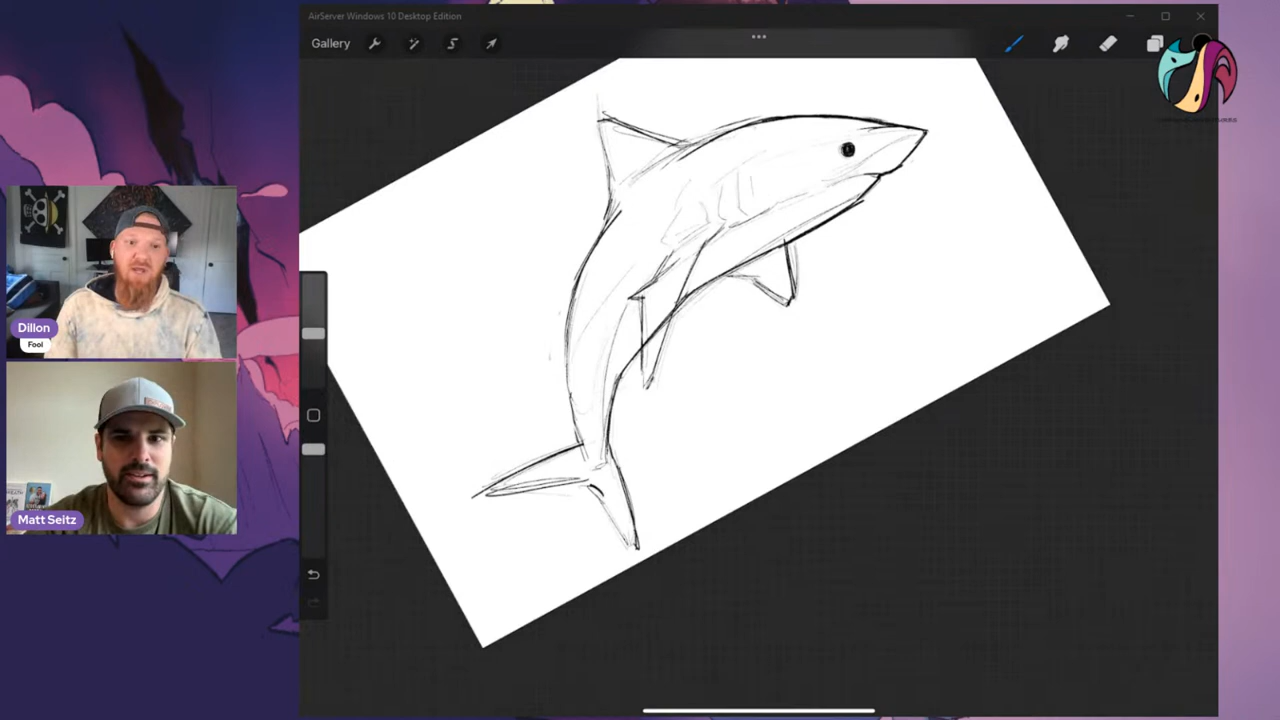 AirServer Windows 10 Desktop Edition
Gallery
Dillon
Fool
Matt Seitz